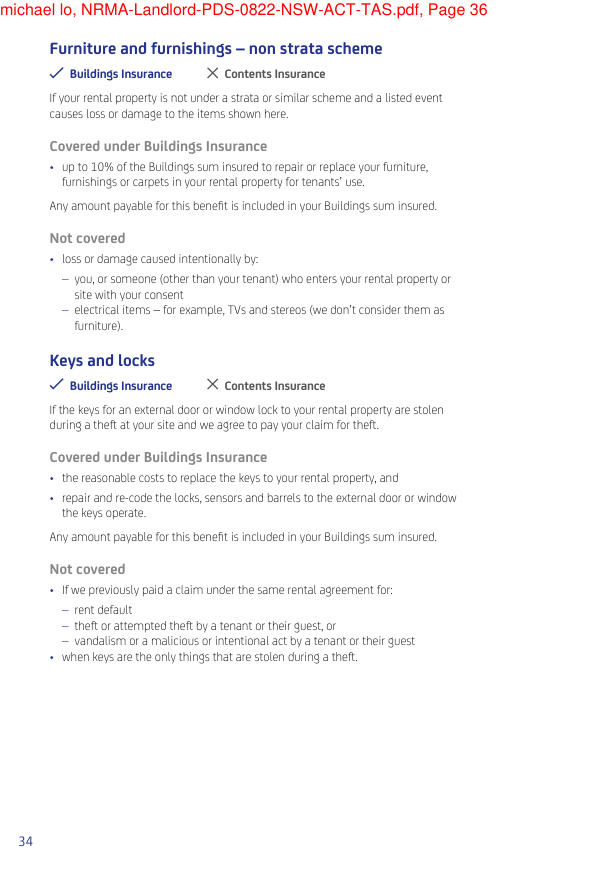 michael lo, NRMA-Landlord-PDS-0822-NSW-ACT-TAS.pdf, Page 36
Furniture and furnishings – non strata scheme
✓ Buildings Insurance ✕ Contents Insurance
If your rental property is not under a strata or similar scheme and a listed event
causes loss or damage to the items shown here.
Covered under Buildings Insurance
• up to 10% of the Buildings sum insured to repair or replace your furniture,
furnishings or carpets in your rental property for tenants' use.
Any amount payable for this benefit is included in your Buildings sum insured.
Not covered
• loss or damage caused intentionally by:
– you, or someone (other than your tenant) who enters your rental property or
site with your consent
– electrical items – for example, TVs and stereos (we don't consider them as
furniture).
Keys and locks
✓ Buildings Insurance ✕ Contents Insurance
If the keys for an external door or window lock to your rental property are stolen
during a theft at your site and we agree to pay your claim for theft.
Covered under Buildings Insurance
• the reasonable costs to replace the keys to your rental property, and
• repair and re-code the locks, sensors and barrels to the external door or window
the keys operate.
Any amount payable for this benefit is included in your Buildings sum insured.
Not covered
• If we previously paid a claim under the same rental agreement for:
– rent default
– theft or attempted theft by a tenant or their guest, or
– vandalism or a malicious or intentional act by a tenant or their guest
• when keys are the only things that are stolen during a theft.
34